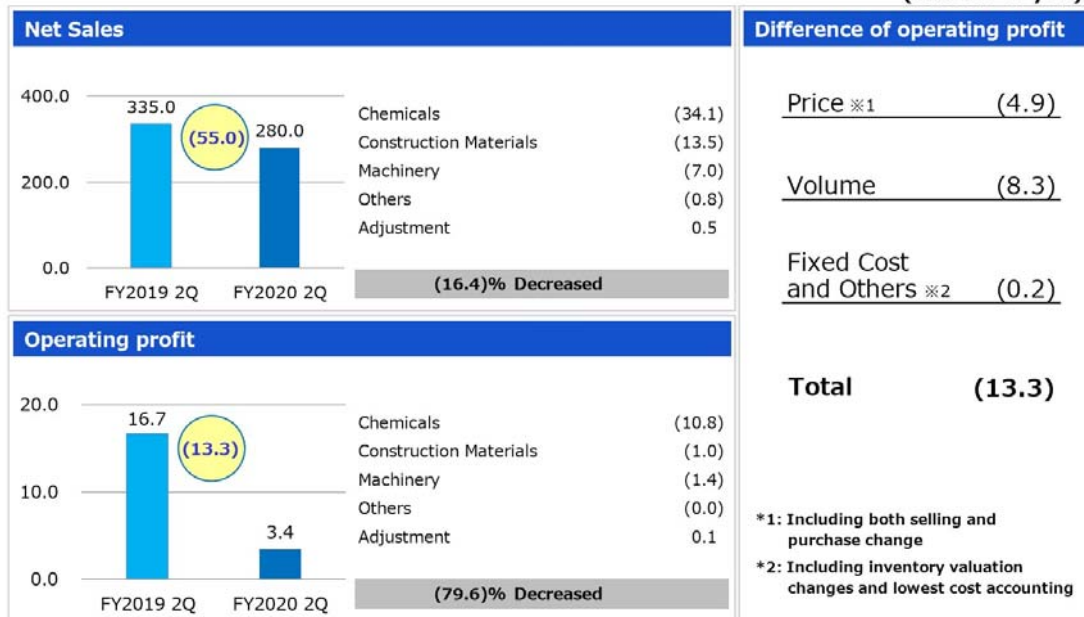 Net Sales
400.0
200.0
0.0
335.0
(55.0)
280.0
FY2019 2Q FY2020 2Q
Chemicals (34.1)
Construction Materials (13.5)
Machinery (7.0)
Others (0.8)
Adjustment 0.5
(16.4)% Decreased
Operating profit
20.0
10.0
0.0
16.7
(13.3)
3.4
FY2019 2Q FY2020 2Q
Chemicals (10.8)
Construction Materials (1.0)
Machinery (1.4)
Others (0.0)
Adjustment 0.1
(79.6)% Decreased
Difference of operating profit
Price ※1 (4.9)
Volume (8.3)
Fixed Cost
and Others ※2 (0.2)
Total (13.3)
*1: Including both selling and
purchase change
*2: Including inventory valuation
changes and lowest cost accounting